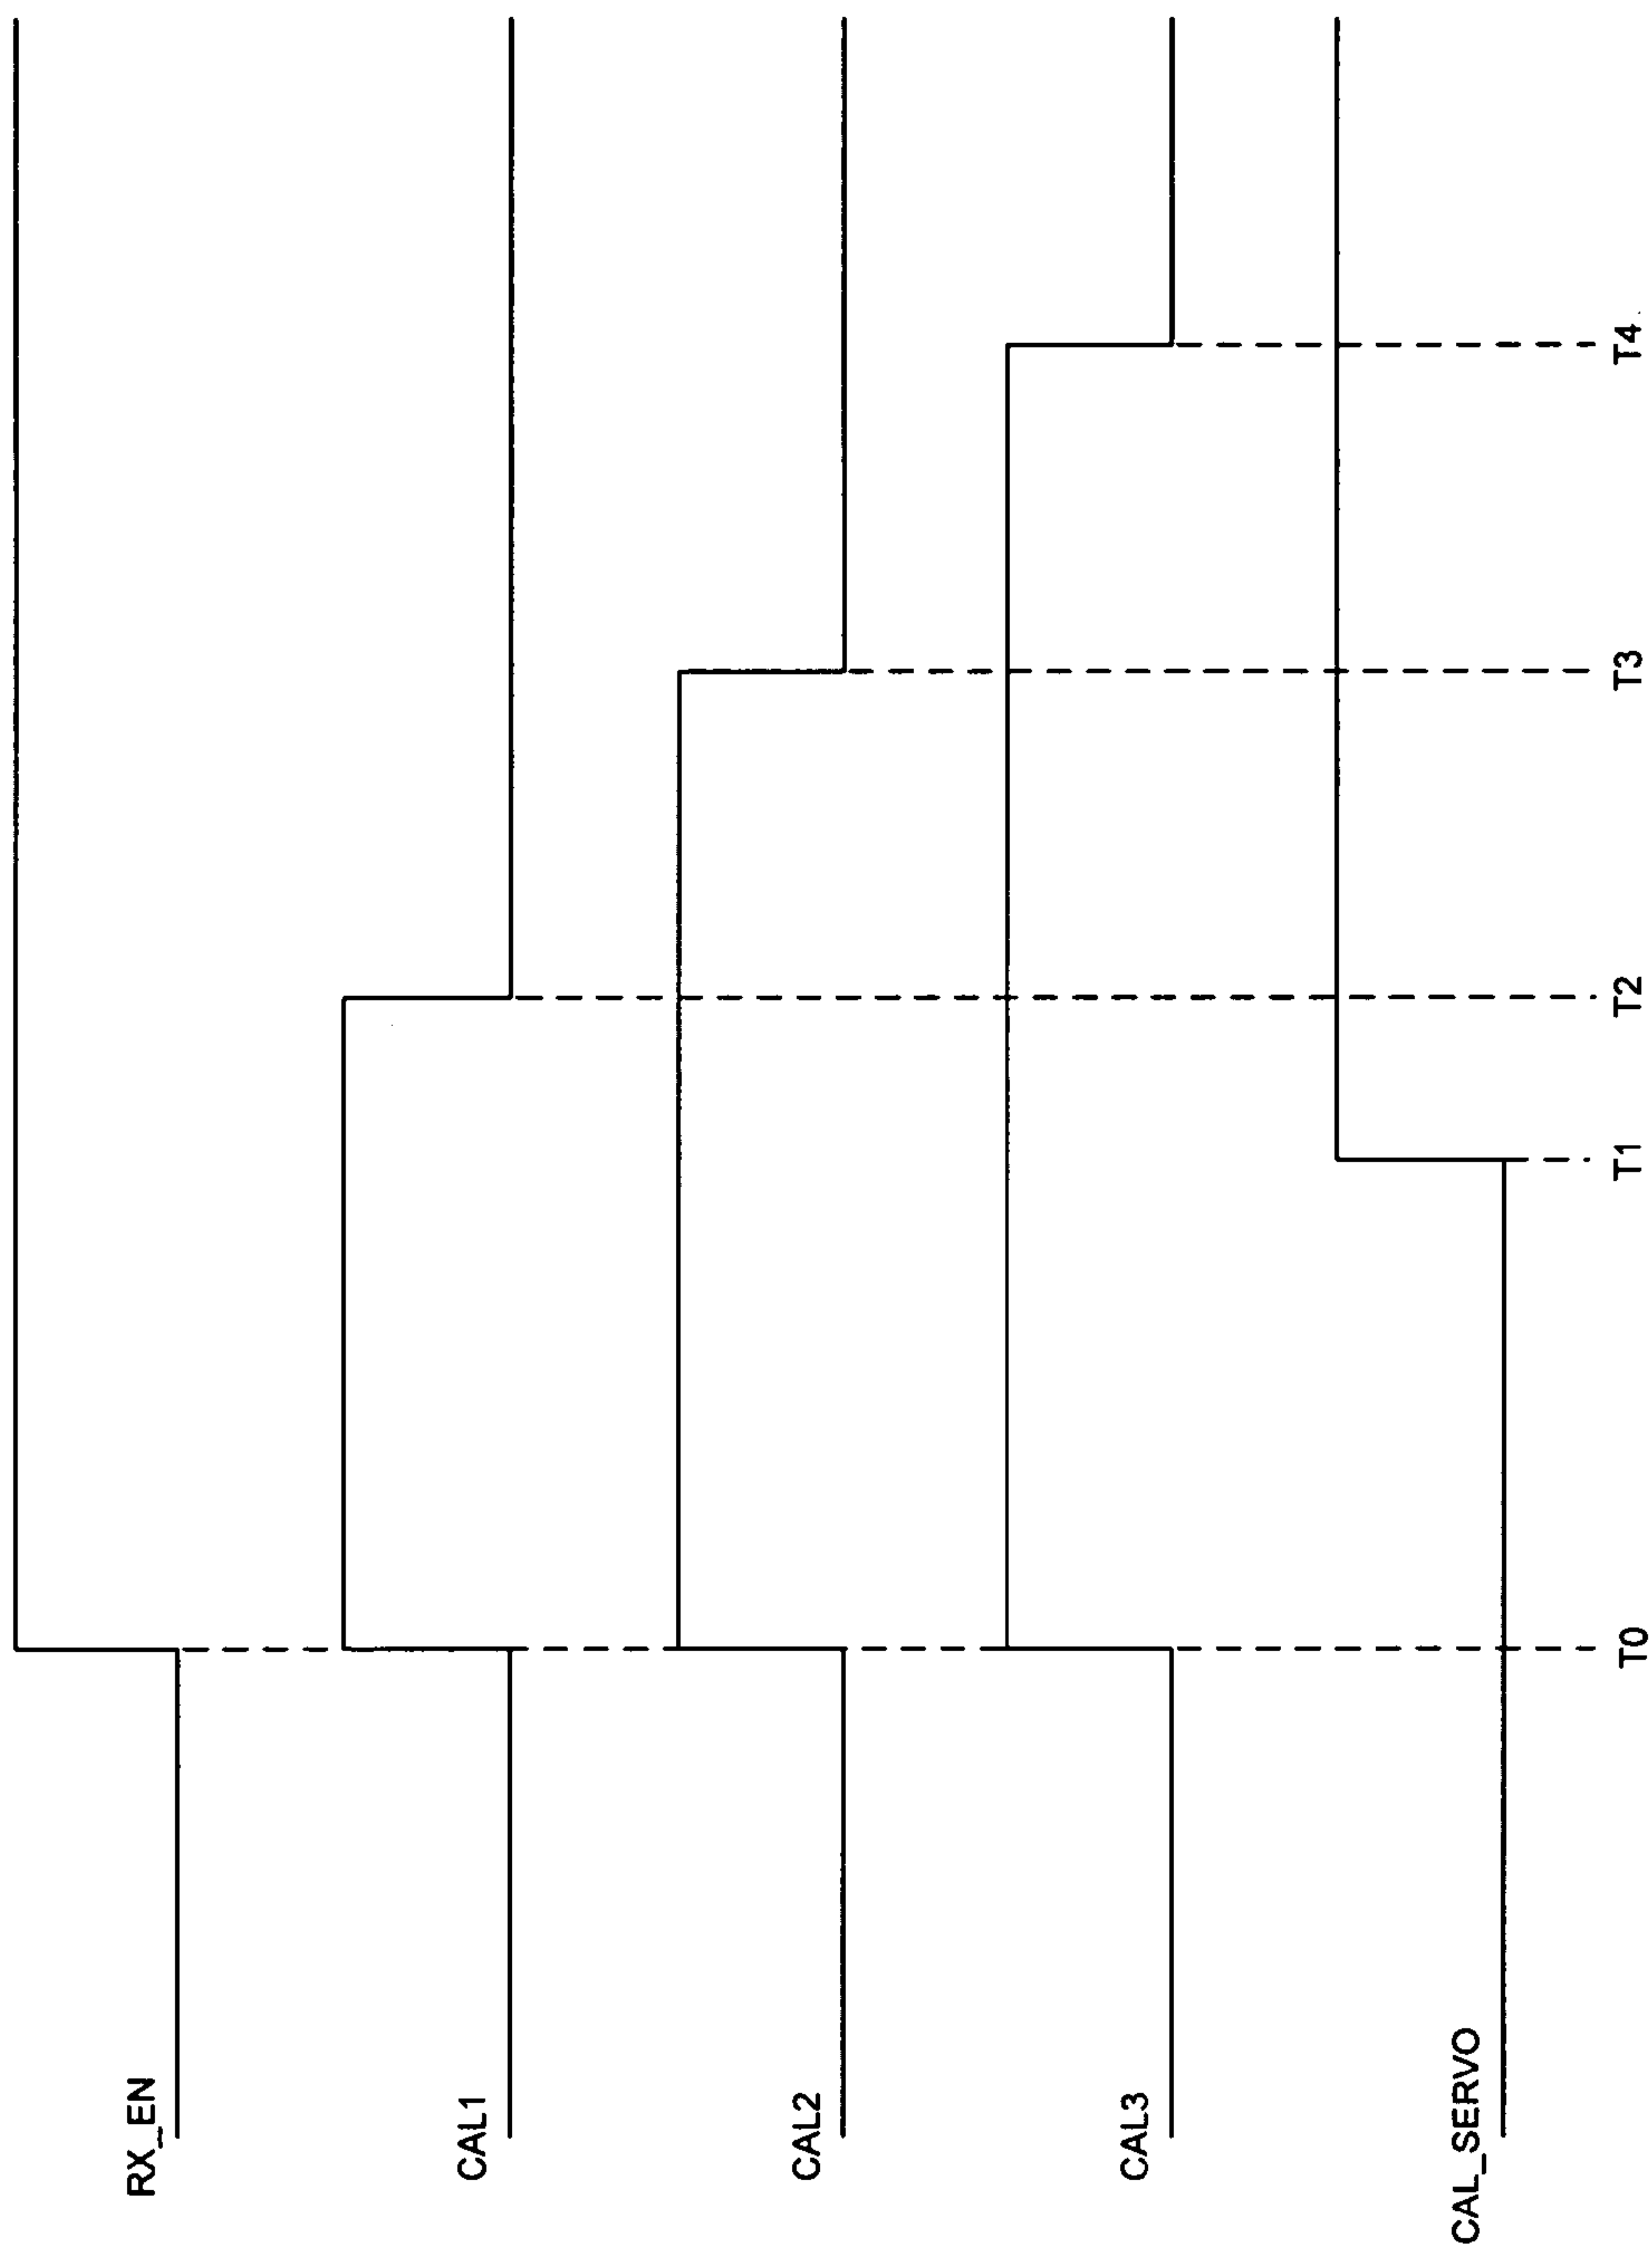 RX_EN
CAL1
CAL2
CAL3
CAL_SERVO
T0
T1
T2
T3
T4